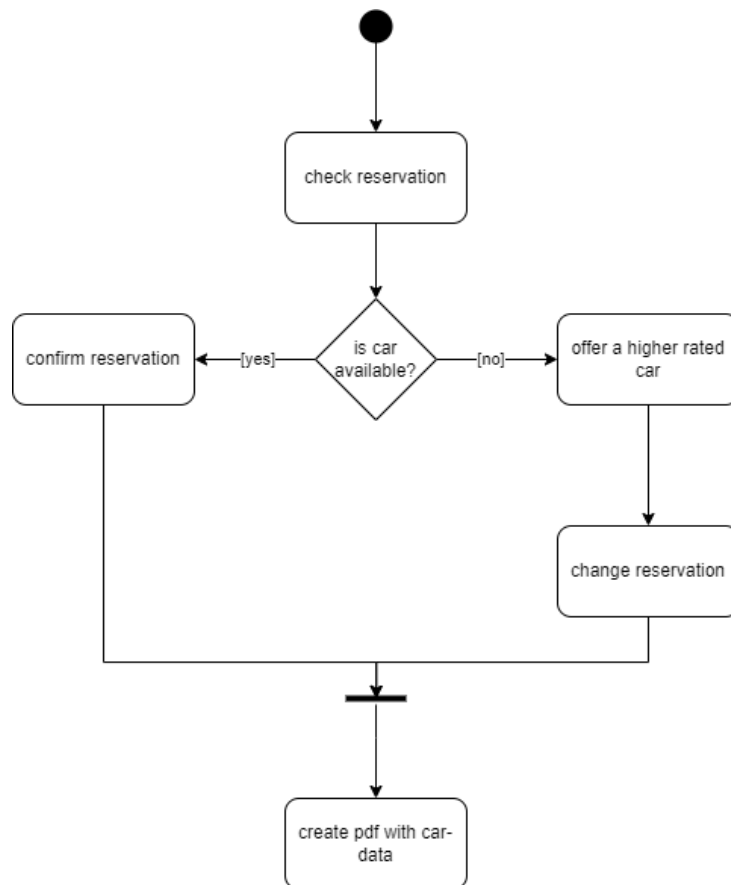 check reservation
confirm reservation
[yes]
is car
available?
[no]
offer a higher rated
car
change reservation
create pdf with car-
data